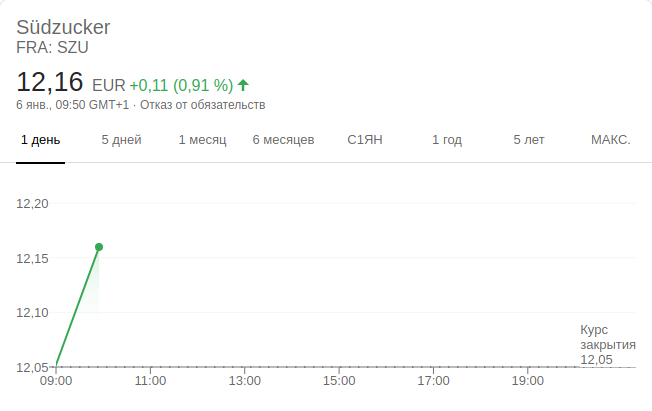 Südzucker
FRA: SZU
12,16 EUR +0,11 (0,91 %)
6 янв., 09:50 GMT+1 · Отказ от обязательств
1 день 5 дней 1 месяц 6 месяцев С1ЯН 1 год 5 лет МАКС.
12,20
12,15
12,10
Курс
закрытия
12,05
12,05
09:00 11:00 13:00 15:00 17:00 19:00